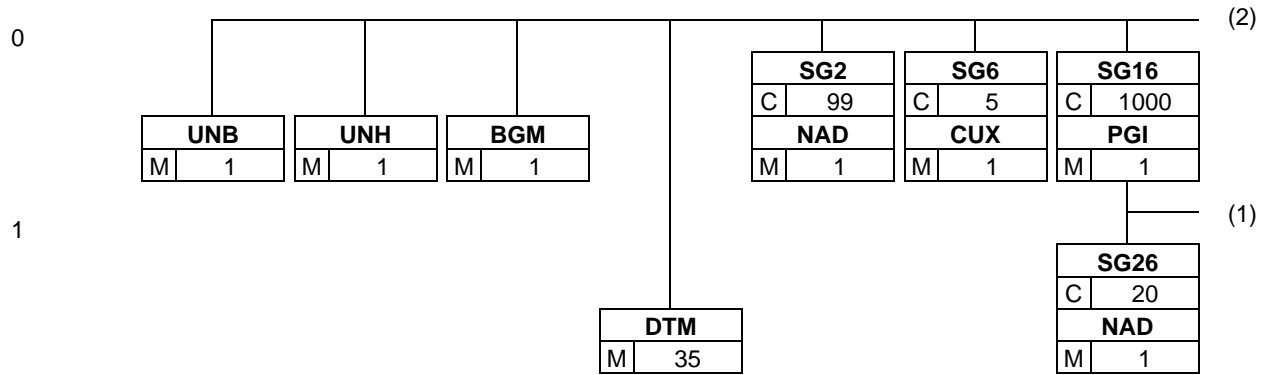 (2)
0
SG2 SG6 SG16
C 99 C 5 C 1000
UNB UNH BGM NAD CUX PGI
M 1 M 1 M 1 M 1 M 1 M 1
(1)
1
SG26
C 20
DTM NAD
M 35 M 1